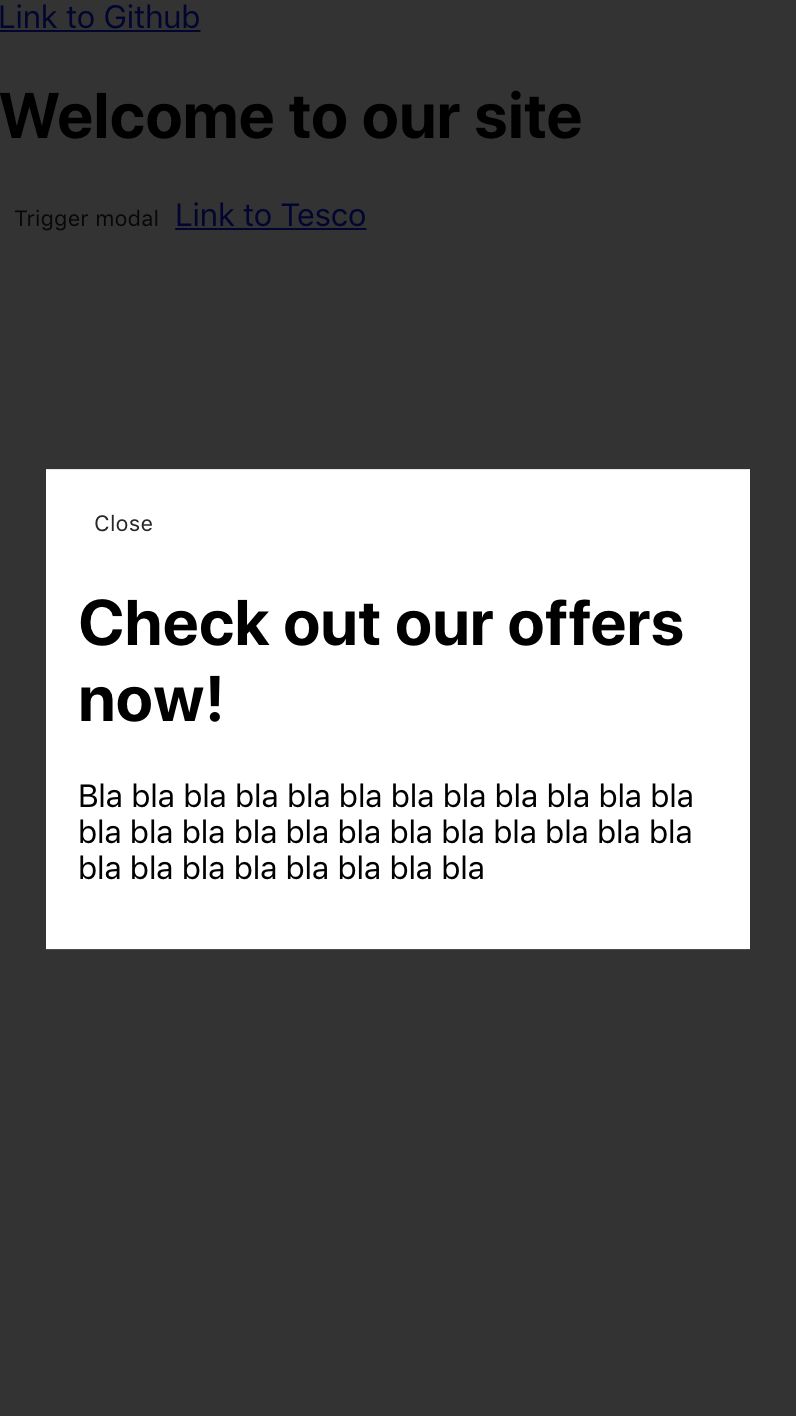 Link to Github
Welcome to our site
Trigger modal Link to Tesco
Close
Check out our offers
now!
Bla bla bla bla bla bla bla bla bla bla bla bla
bla bla bla bla bla bla bla bla bla bla bla bla
bla bla bla bla bla bla bla bla